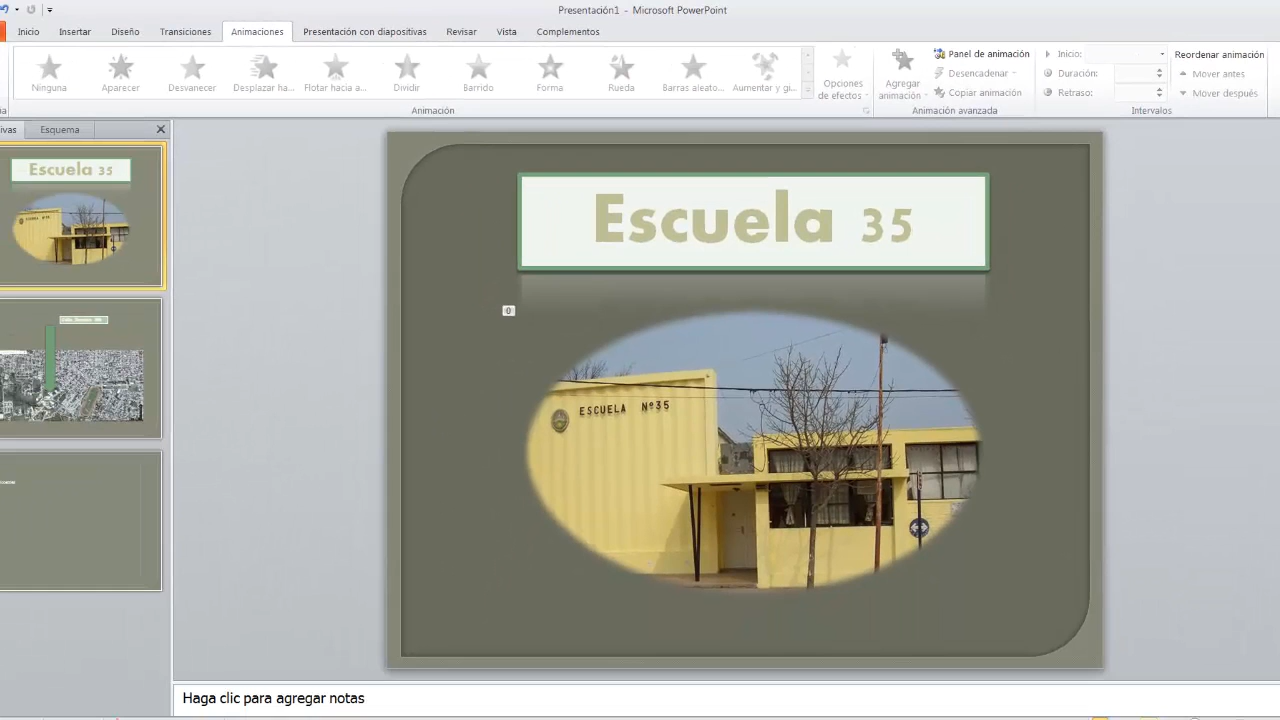 Presentación1 - Microsoft PowerPoint
Inicio Insertar Diseño Transiciones Animaciones Presentación con diapositivas Revisar Vista Complementos
Ninguna Aparecer Desvanecer Desplazar ha... Flotar hacia a... Dividir Barrido Forma Rueda Barras aleato... Aumentar y gi...
Opciones de efectos
Agregar animación
Panel de animación
Desencadenar
Copiar animación
Inicio:
Duración:
Retraso:
Reordenar animación
Mover antes
Mover después
Animación
Animación avanzada
Intervalos
Esquema
Escuela 35
Escuela 35
0
ESCUELA Nº35
Haga clic para agregar notas